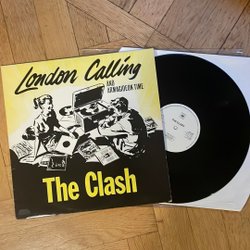 London Calling
AND
ARMAGIDEON TIME
The Clash